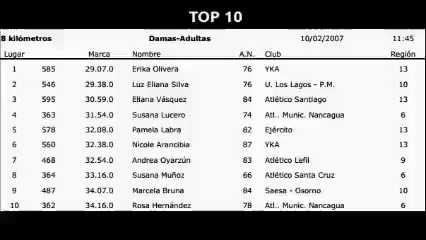 TOP 10
8 kilómetros Damas-Adultas 10/02/2007 11:45
Lugar Marca Nombre A.N. Club Región
1 585 29.07.0 Erika Olivera 76 YKA 13
2 546 29.38.0 Luz Eliana Silva 76 U. Los Lagos - P.M. 10
3 595 30.59.0 Eliana Vásquez 84 Atlético Santiago 13
4 363 31.54.0 Susana Lucero 74 Atl.. Munic. Nancagua 6
5 578 32.08.0 Pamela Labra 82 Ejército 13
6 560 32.38.0 Nicole Arancibia 87 YKA 13
7 468 32.54.0 Andrea Oyarzún 83 Atlético Lefil 9
8 364 33.16.0 Susana Muñoz 66 Atlético Santa Cruz 6
9 487 34.07.0 Marcela Bruna 84 Saesa - Osorno 10
10 362 34.16.0 Rosa Hernández 78 Atl.. Munic. Nancagua 6